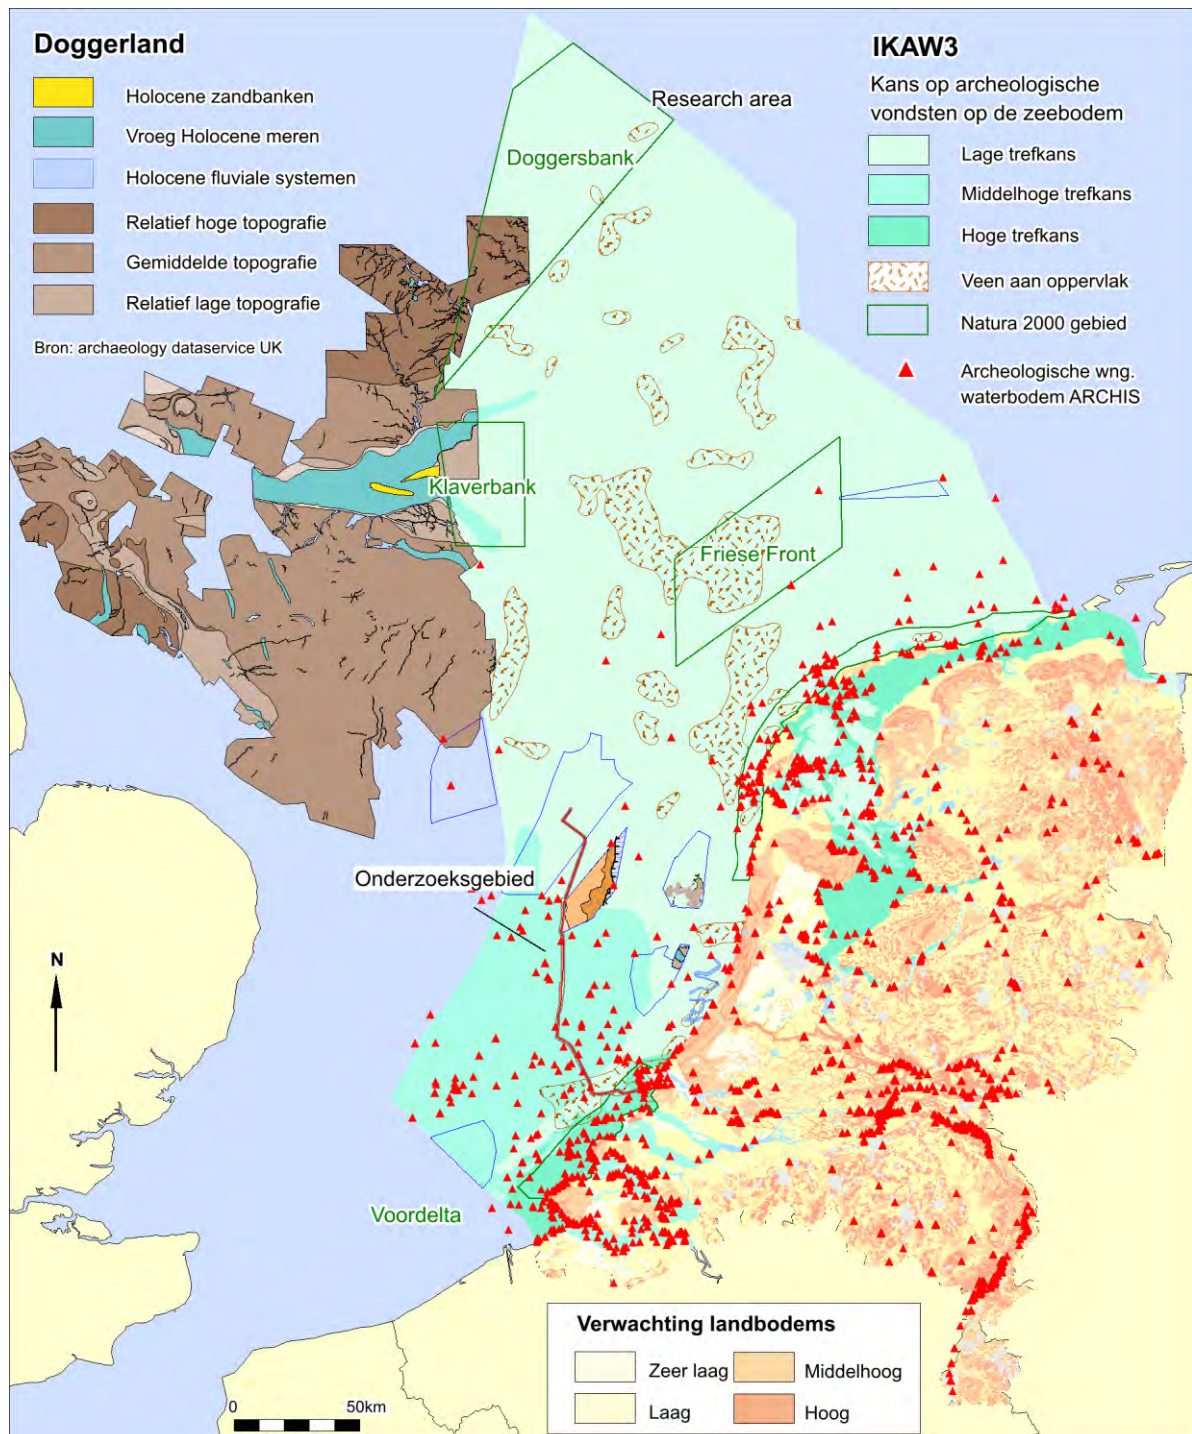 Doggerland
Holocene zandbanken
Vroeg Holocene meren
Holocene fluviale systemen
Relatief hoge topografie
Gemiddelde topografie
Relatief lage topografie
Bron: archaeology dataservice UK
IKAW3
Kans op archeologische
vondsten op de zeebodem
Lage trefkans
Middelhoge trefkans
Hoge trefkans
Veen aan oppervlak
Natura 2000 gebied
Archeologische wng.
waterbodem ARCHIS
Research area
Doggersbank
Klaverbank
Friese Front
Onderzoeksgebied
N
Voordelta
Verwachting landbodems
Zeer laag
Middelhoog
Laag
Hoog
0 50km